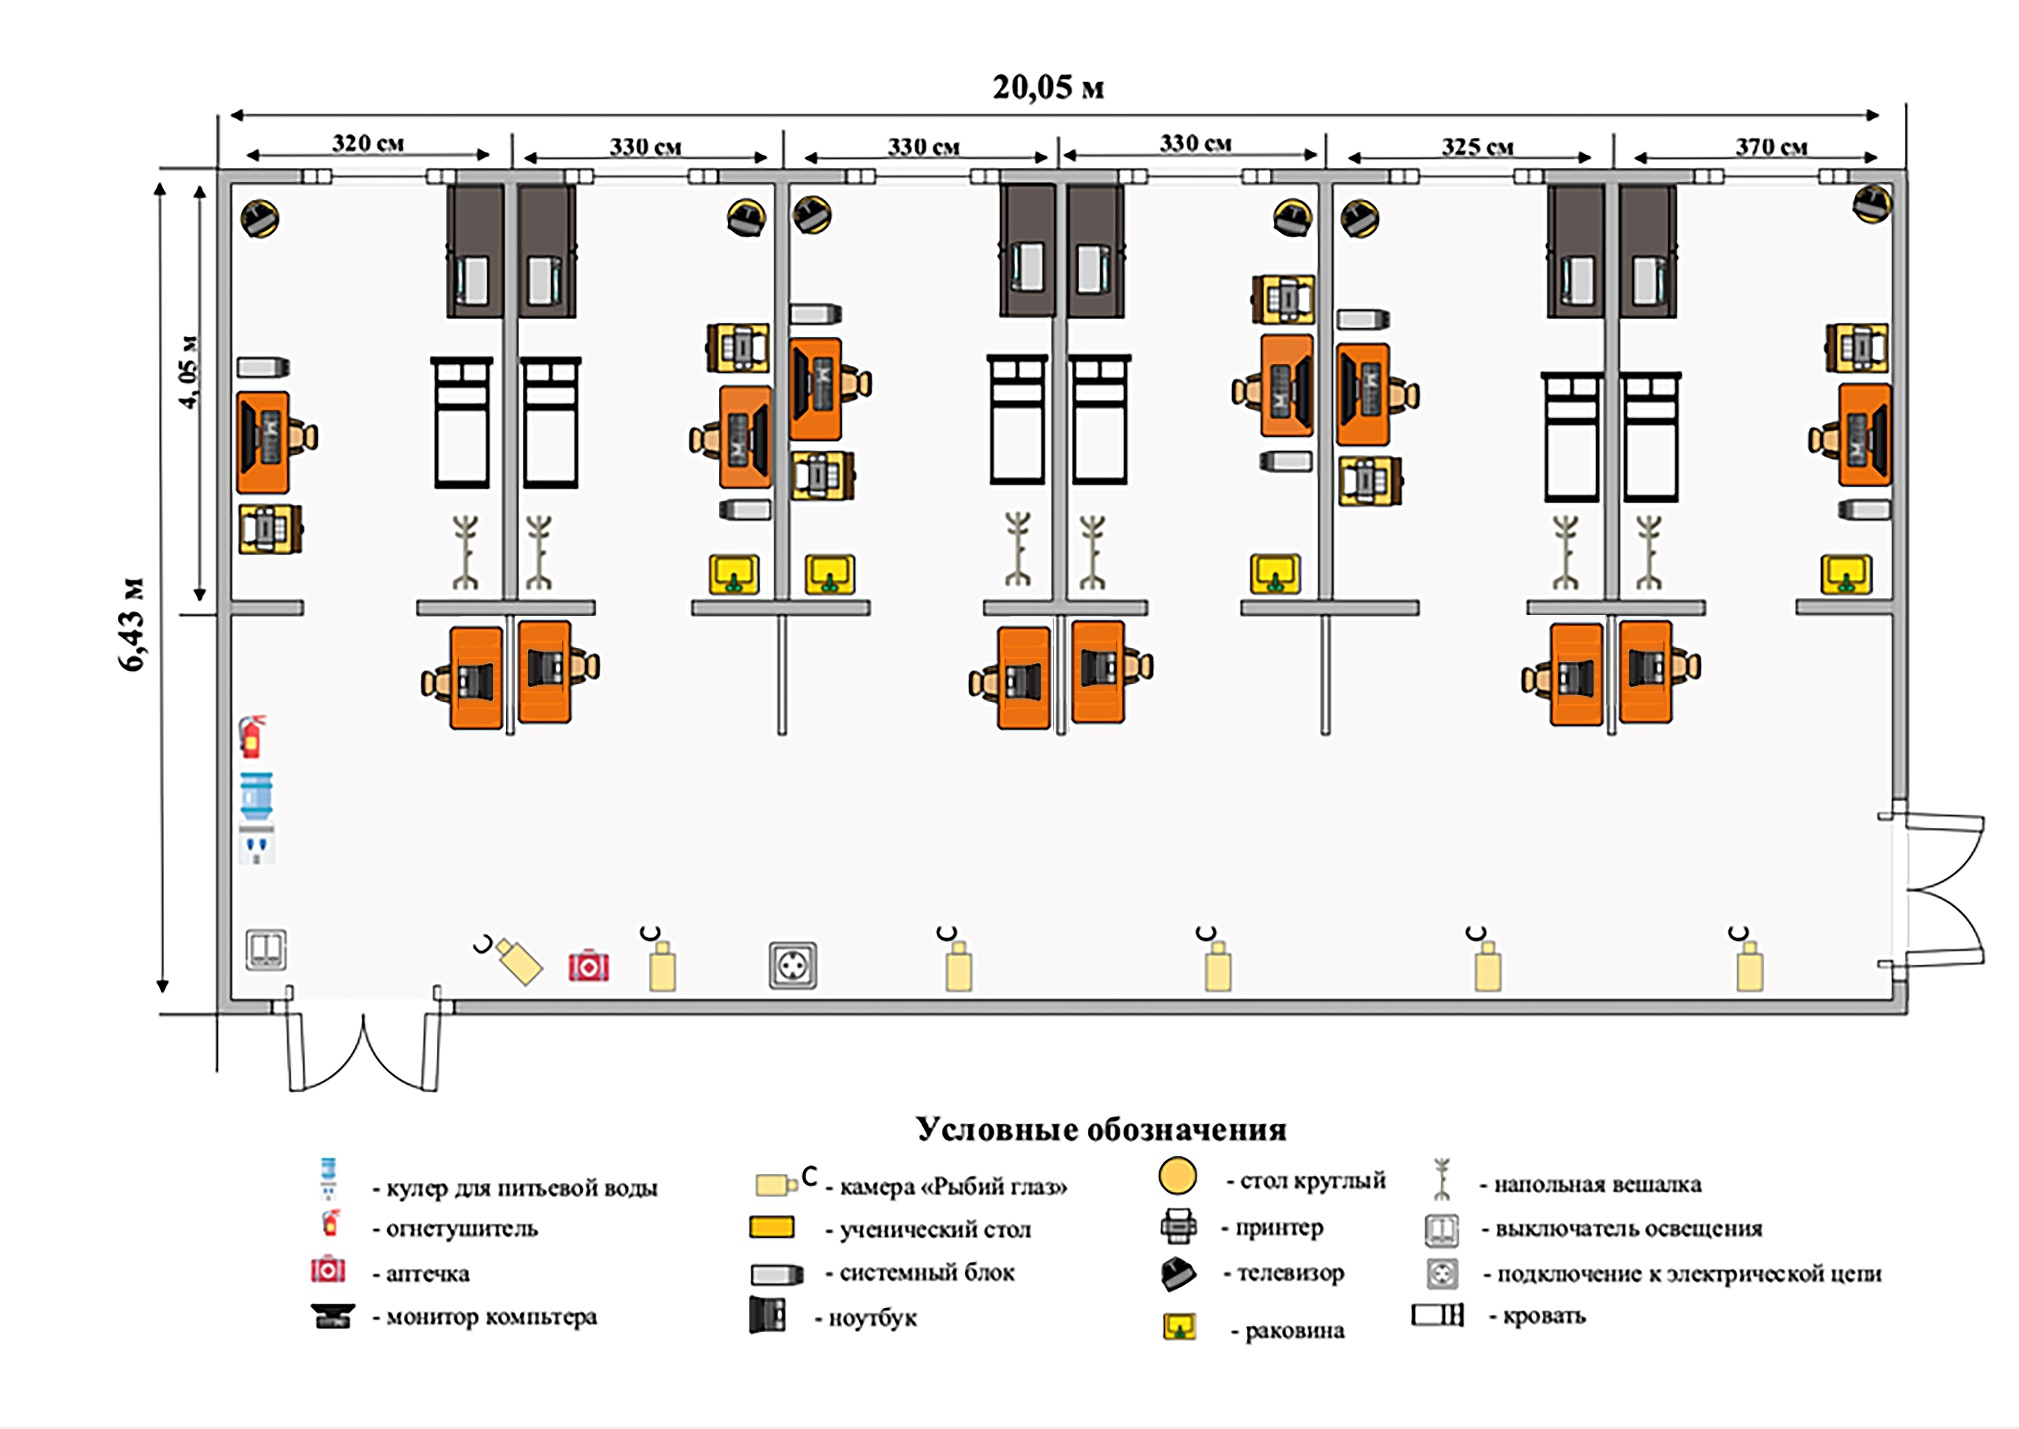 20,05 м
320 см
330 см
330 см
330 см
325 см
370 см
4,05 м
6,43 м
C
C
C
C
C
C
Условные обозначения
- кулер для питьевой воды
- огнетушитель
- аптечка
- монитор компьтера
C - камера «Рыбий глаз»
- ученический стол
- системный блок
- ноутбук
- стол круглый
- принтер
- телевизор
- раковина
- напольная вешалка
- выключатель освещения
- подключение к электрической цепи
- кровать